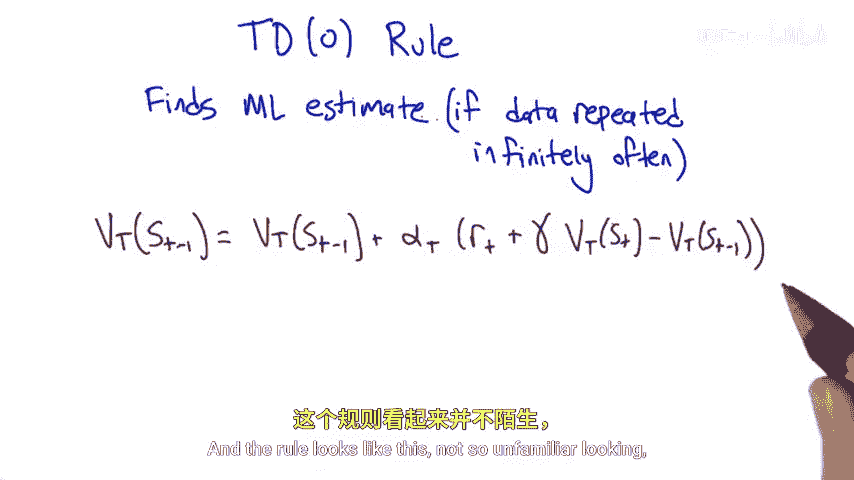 TD(0) Rule
Finds ML estimate. (if data repeated
infinitely often)
V_T(S_{t-1}) = V_T(S_{t-1}) + α_T (r_t + γ V_T(S_t) - V_T(S_{t-1}))
这个规则看起来并不陌生，
And the rule looks like this, not so unfamiliar looking,